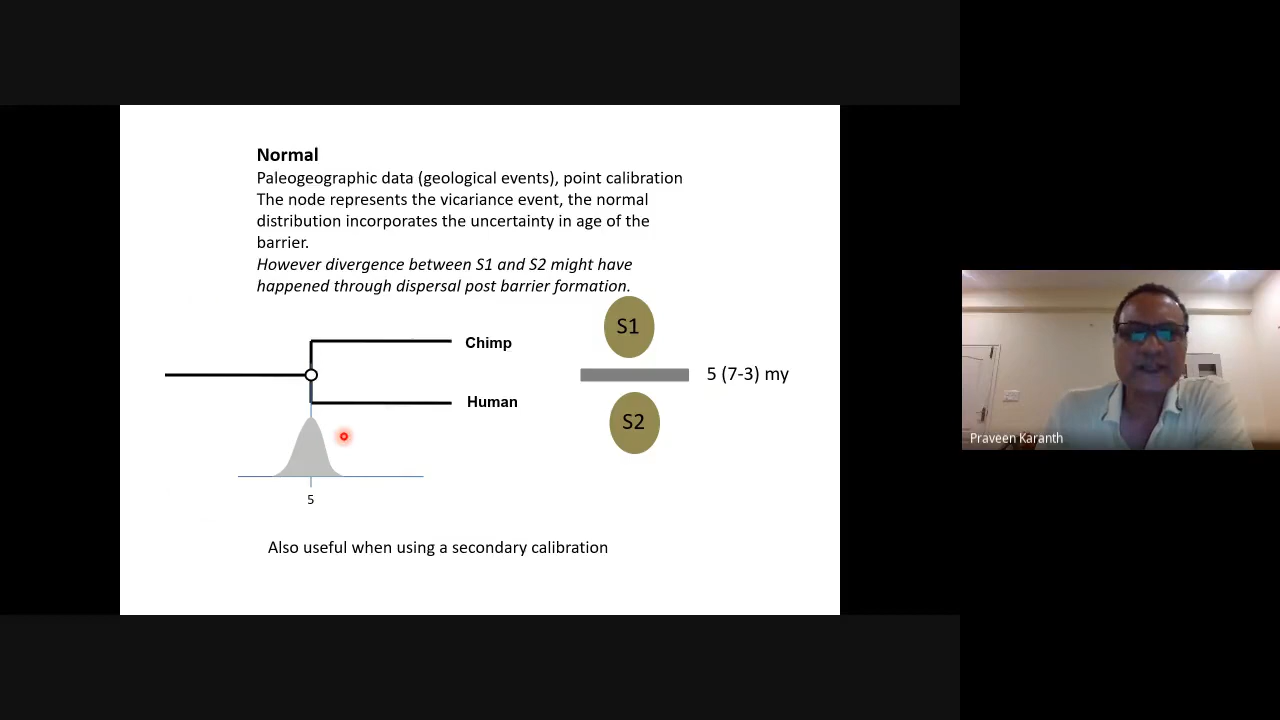 Normal
Paleogeographic data (geological events), point calibration
The node represents the vicariance event, the normal
distribution incorporates the uncertainty in age of the
barrier.
However divergence between S1 and S2 might have
happened through dispersal post barrier formation.
S1
Chimp
5 (7-3) my
Human
S2
5
Also useful when using a secondary calibration
Praveen Karanth